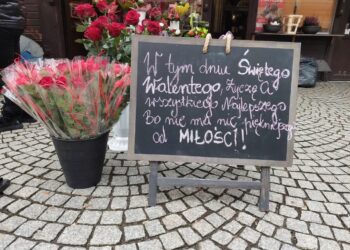 W tym dniu Świętego
Walentego, Życzę Ci
wszystkiego Najlepszego
Bo nie ma nic piękniejszego
od MIŁOŚCI!